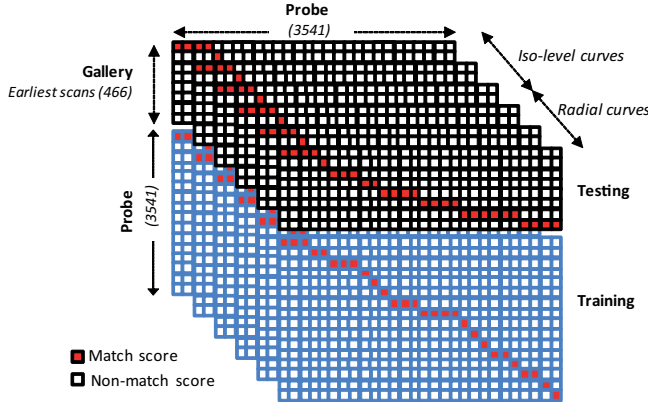 Probe
(3541)
Iso-level curves
Gallery
Earliest scans (466)
Radial curves
Probe
(3541)
Testing
Training
Match score
Non-match score